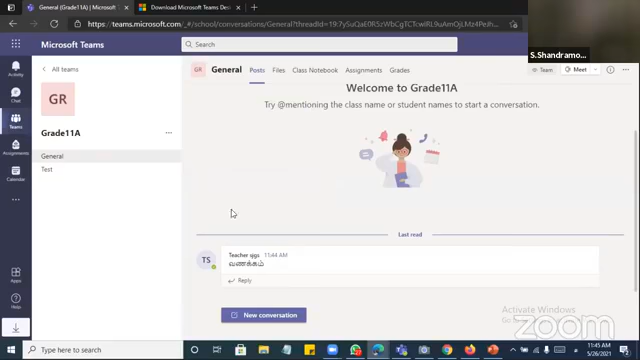 General (Grade11A) | Microsoft T
Download Microsoft Teams Des
https://teams.microsoft.com/_#/school/conversations/General?threadId=19:7ySuQaE0R5zWbCgTCTcwlReLd9c4m2AmOjLMz4PeJh...
Microsoft Teams
Search
S.Shandramo...
Activity
Chat
Teams
Assignments
Calendar
Apps
Help
All teams
GR
Grade11A
General
Test
GR General Posts Files Class Notebook Assignments Grades
Team Meet
Welcome to Grade11A
Try @mentioning the class name or student names to start a conversation.
Last read
TS
Teacher sjgs 11:44 AM
வணக்கம்
Reply
New conversation
Activate Windows
zoom
Type here to search
11:45 AM
5/26/2021